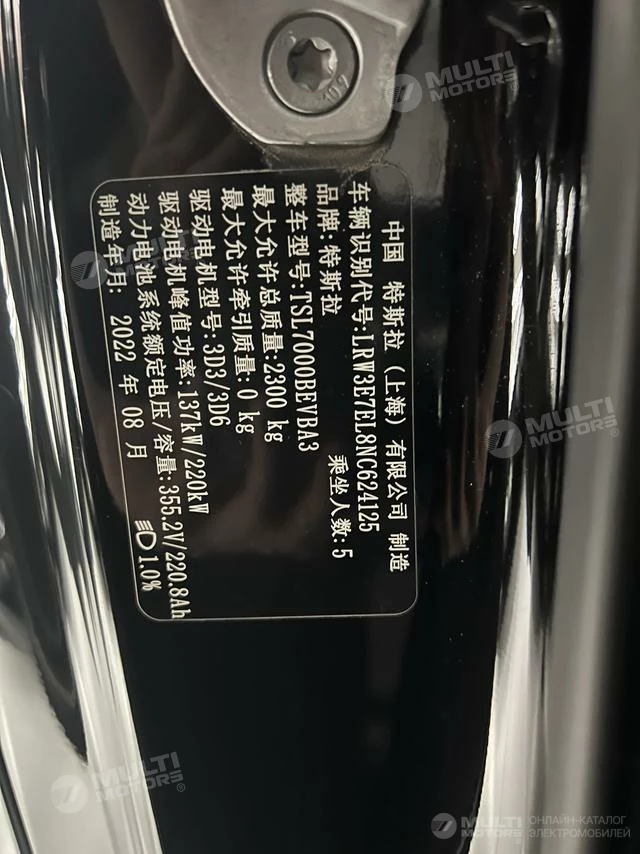 中国 特斯拉 (上海) 有限公司 制造
车辆识别代号:LRW3E7EL8NC624125
品牌:特斯拉 乘坐人数:5
整车型号:TSL7000BEVBA3
最大允许总质量:2300 kg
最大允许牵引质量:0 kg
驱动电机型号:3D3/3D6
驱动电机峰值功率:137kW/220kW
动力电池系统额定电压/容量:355.2V/220.8Ah
制造年月: 2022 年 08 月 1.0%
MULTI
MOTORS®
MULTI
MOTORS®
MULTI
MOTORS®
MULTI
MOTORS®
MULTI
MOTORS®
ОНЛАЙН-КАТАЛОГ
ЭЛЕКТРОМОБИЛЕЙ